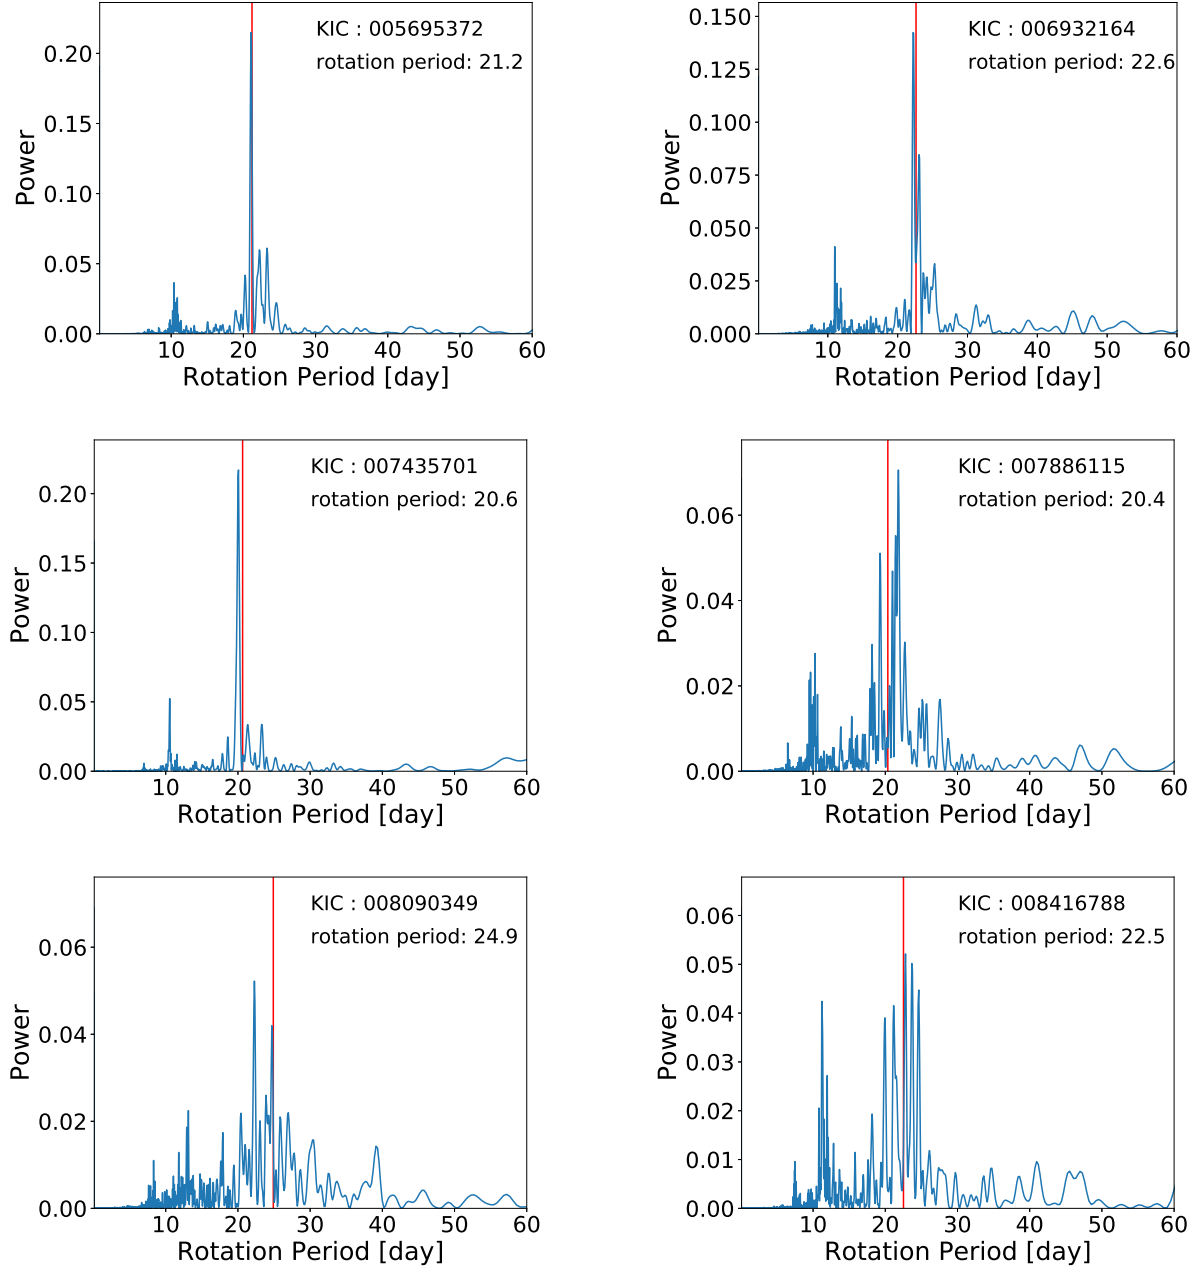 KIC : 005695372
rotation period: 21.2
0.20
0.15
0.10
0.05
0.00
Power
10 20 30 40 50 60
Rotation Period [day]
KIC : 006932164
rotation period: 22.6
0.150
0.125
0.100
0.075
0.050
0.025
0.000
Power
10 20 30 40 50 60
Rotation Period [day]
KIC : 007435701
rotation period: 20.6
0.20
0.15
0.10
0.05
0.00
Power
10 20 30 40 50 60
Rotation Period [day]
KIC : 007886115
rotation period: 20.4
0.06
0.04
0.02
0.00
Power
10 20 30 40 50 60
Rotation Period [day]
KIC : 008090349
rotation period: 24.9
0.06
0.04
0.02
0.00
Power
10 20 30 40 50 60
Rotation Period [day]
KIC : 008416788
rotation period: 22.5
0.06
0.05
0.04
0.03
0.02
0.01
0.00
Power
10 20 30 40 50 60
Rotation Period [day]